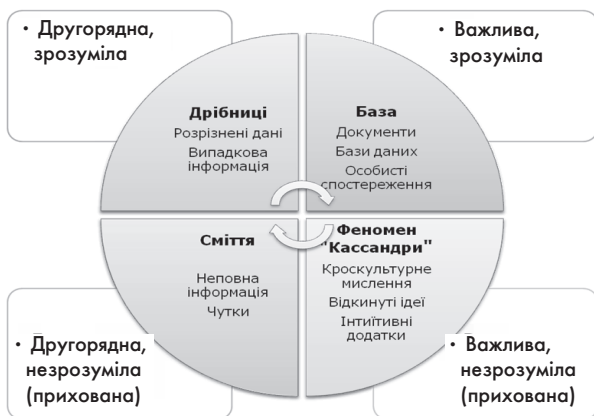 • Другорядна,
зрозуміла
• Важлива,
зрозуміла
Дрібниці
Розрізнені дані
Випадкова
інформація
База
Документи
Бази даних
Особисті
спостереження
Сміття
Неповна
інформація
Чутки
Феномен
"Кассандри"
Кроскультурне
мислення
Відкинуті ідеї
Інтуїтивні
додатки
• Другорядна,
незрозуміла
(прихована)
• Важлива,
незрозуміла
(прихована)